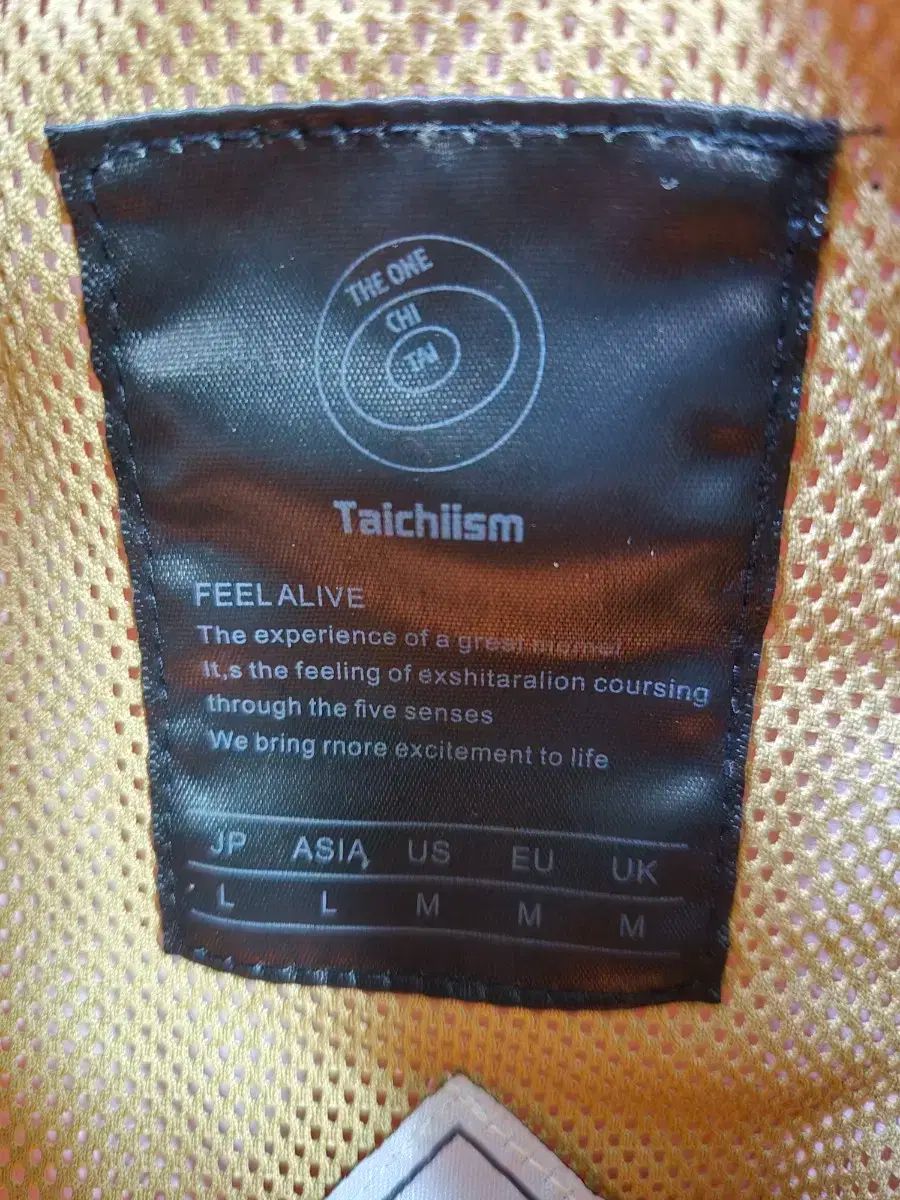 THE ONE
CHI
TAI
Taichiism
FEEL ALIVE
The experience of a great
It,s the feeling of exshitaralion coursing
through the five senses
We bring rnore excitement to life
JP ASIA US EU UK
L L M M M